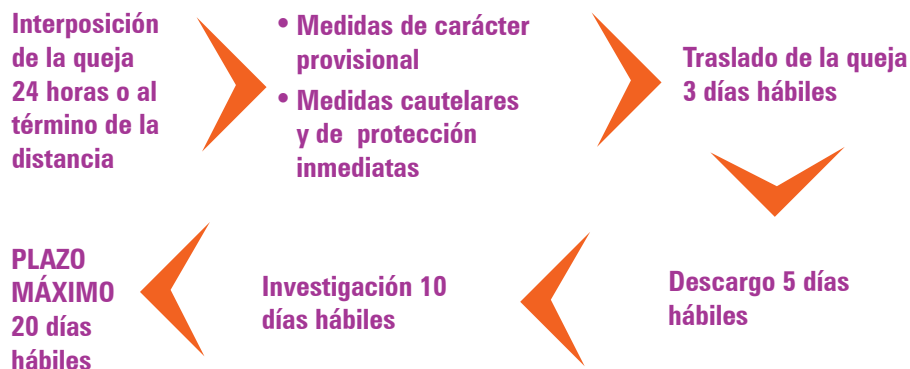 Interposición
de la queja
24 horas o al
término de la
distancia
• Medidas de carácter
provisional
• Medidas cautelares
y de protección
inmediatas
Traslado de la queja
3 días hábiles
Descargo 5 días
hábiles
Investigación 10
días hábiles
PLAZO
MÁXIMO
20 días
hábiles